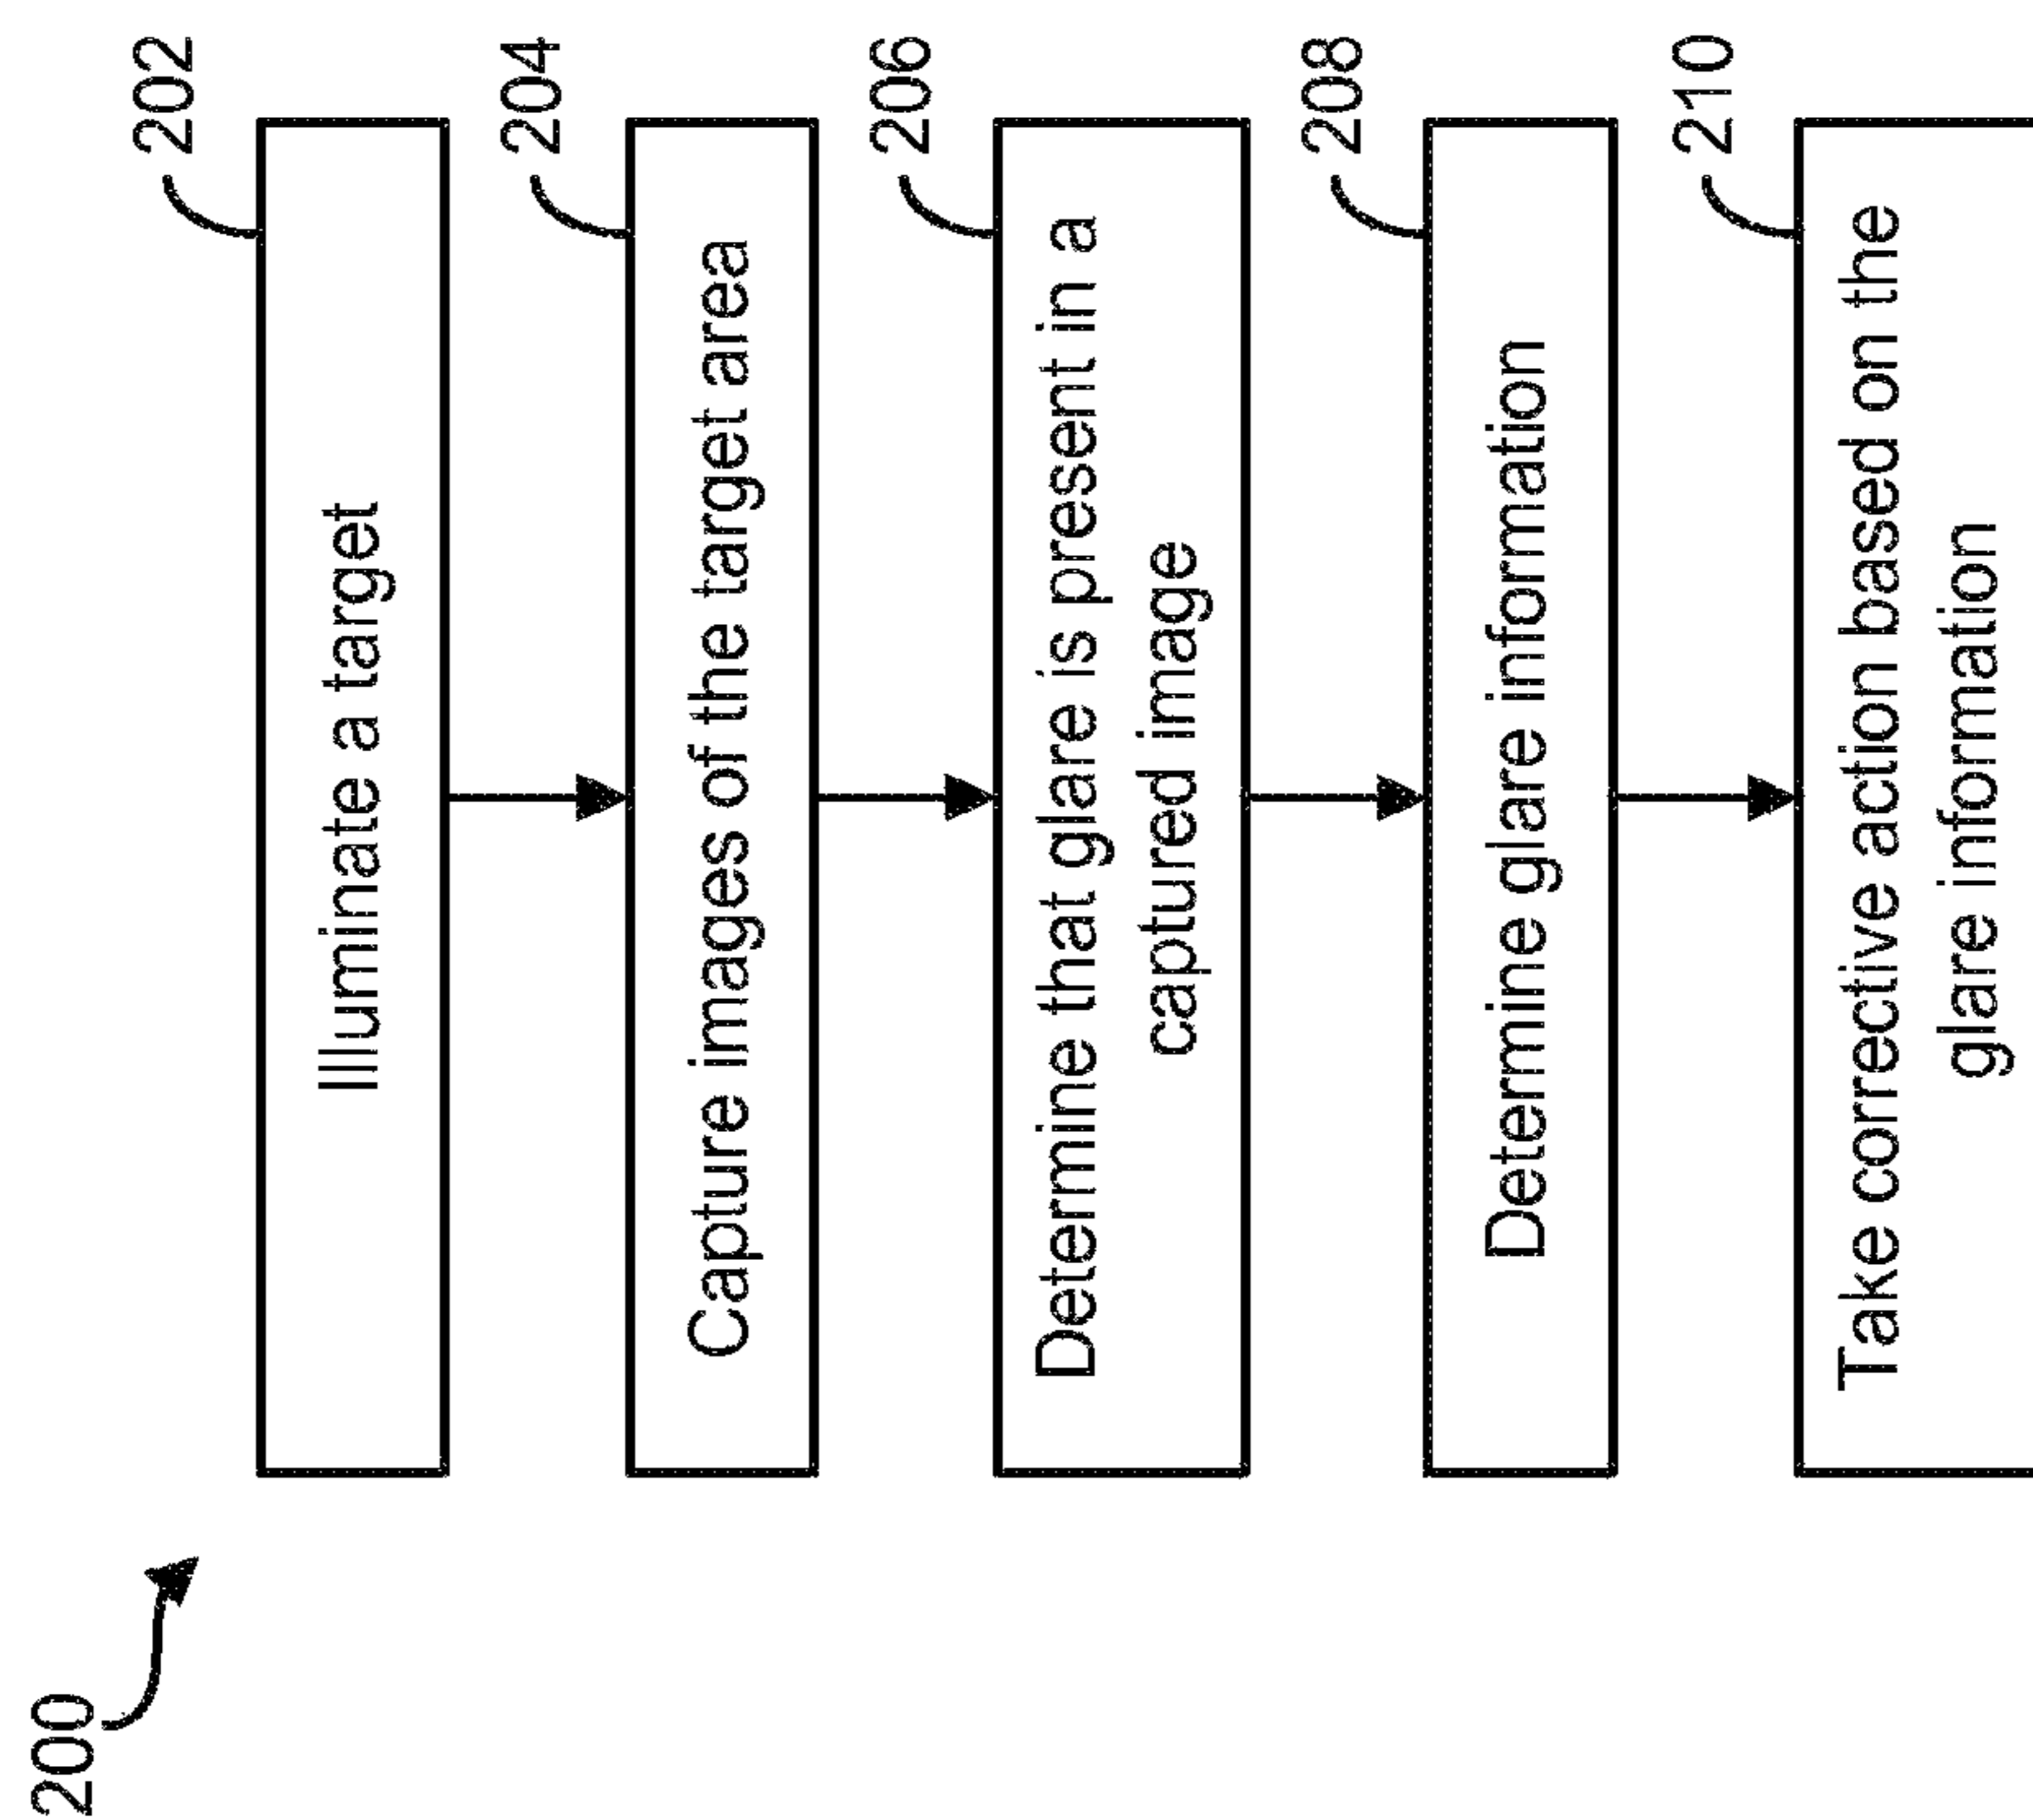 200
202
Illuminate a target
204
Capture images of the target area
206
Determine that glare is present in a
captured image
208
Determine glare information
210
Take corrective action based on the
glare information